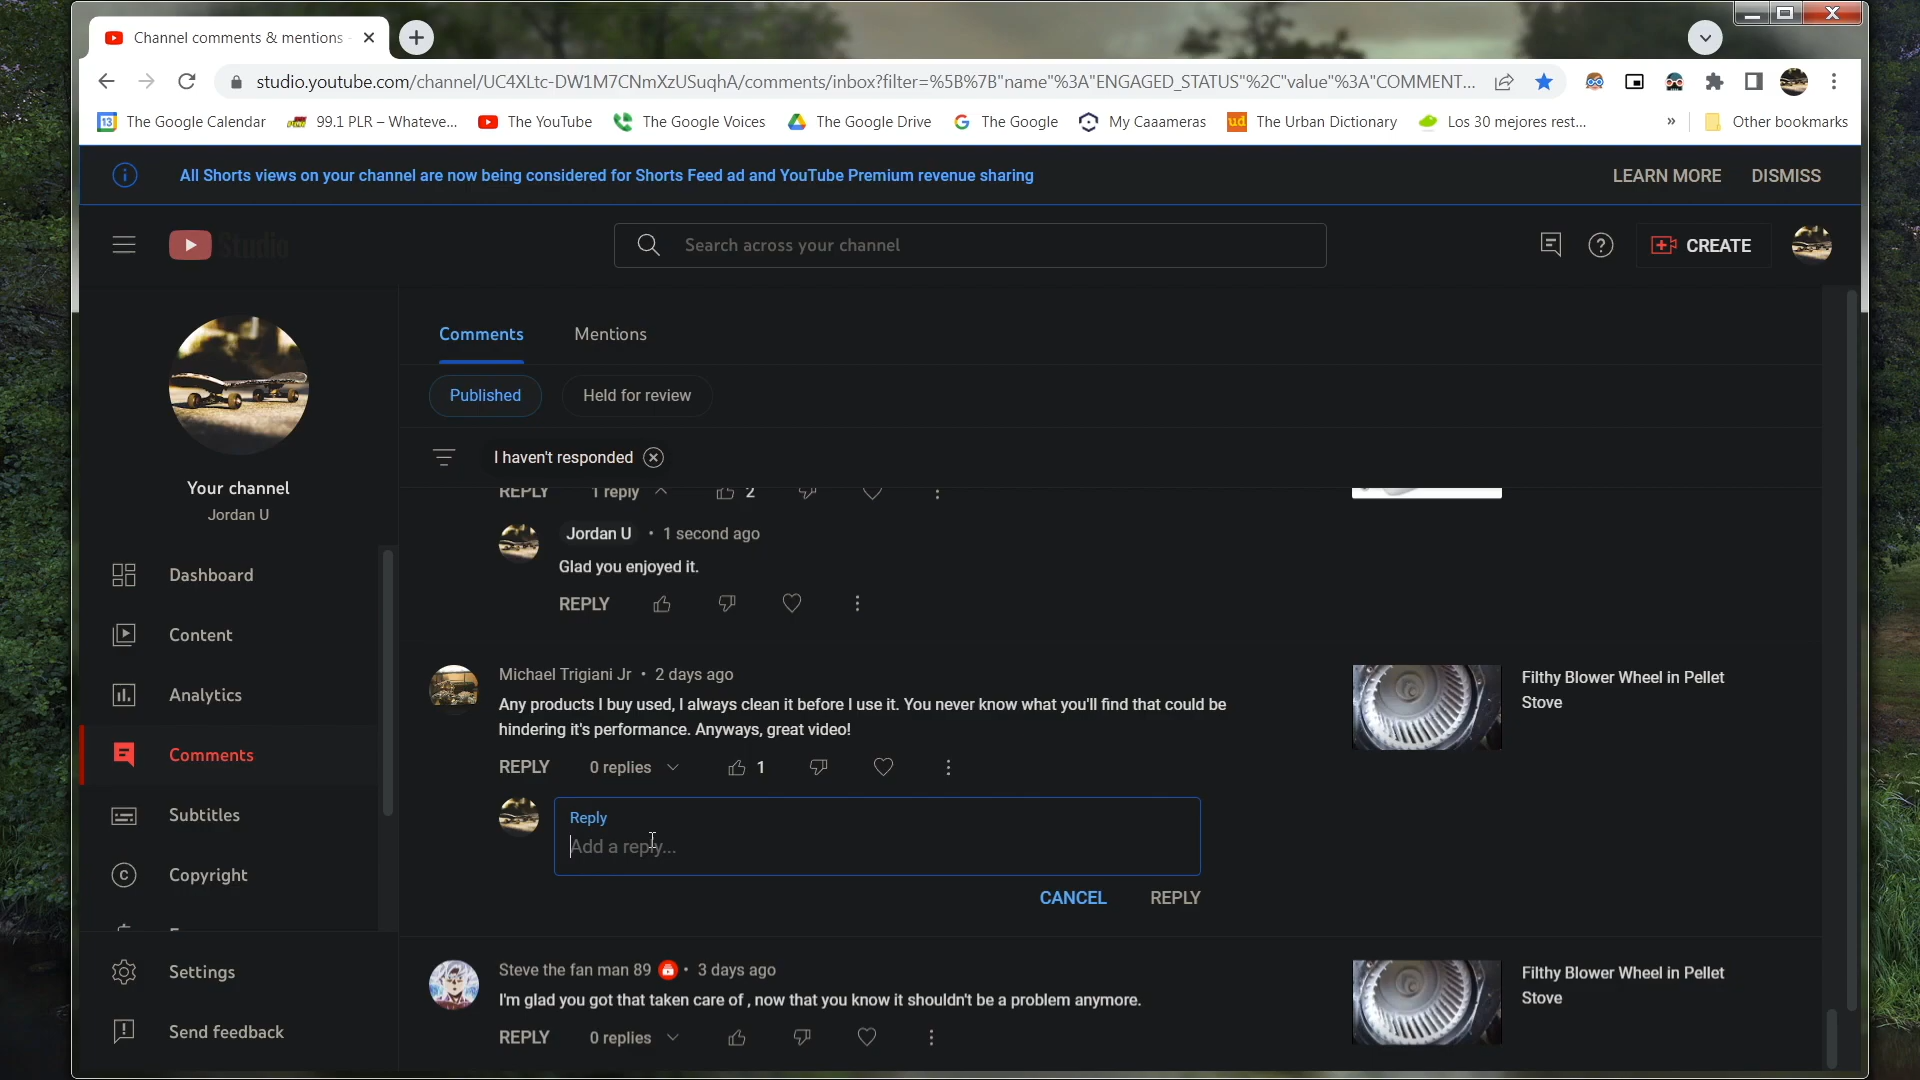 Channel comments & mentions
studio.youtube.com/channel/UC4XLtc-DW1M7CNmXzUSuqhA/comments/inbox?filter=%5B%7B"name"%3A"ENGAGED_STATUS"%2C"value"%3A"COMMENT...
13 The Google Calendar 99.1 PLR – Whateve... The YouTube The Google Voices The Google Drive The Google My Caaameras ud The Urban Dictionary Los 30 mejores rest... » Other bookmarks
All Shorts views on your channel are now being considered for Shorts Feed ad and YouTube Premium revenue sharing LEARN MORE DISMISS
Studio Search across your channel CREATE
Comments Mentions
Published Held for review
I haven't responded
Your channel
Jordan U
Dashboard
Content
Analytics
Comments
Subtitles
Copyright
Settings
Send feedback
REPLY 1 reply 2
Jordan U • 1 second ago
Glad you enjoyed it.
REPLY
Michael Trigiani Jr • 2 days ago
Any products I buy used, I always clean it before I use it. You never know what you'll find that could be
hindering it's performance. Anyways, great video!
REPLY 0 replies 1
Filthy Blower Wheel in Pellet
Stove
Reply
Add a reply...
CANCEL REPLY
Steve the fan man 89 • 3 days ago
I'm glad you got that taken care of , now that you know it shouldn't be a problem anymore.
REPLY 0 replies
Filthy Blower Wheel in Pellet
Stove